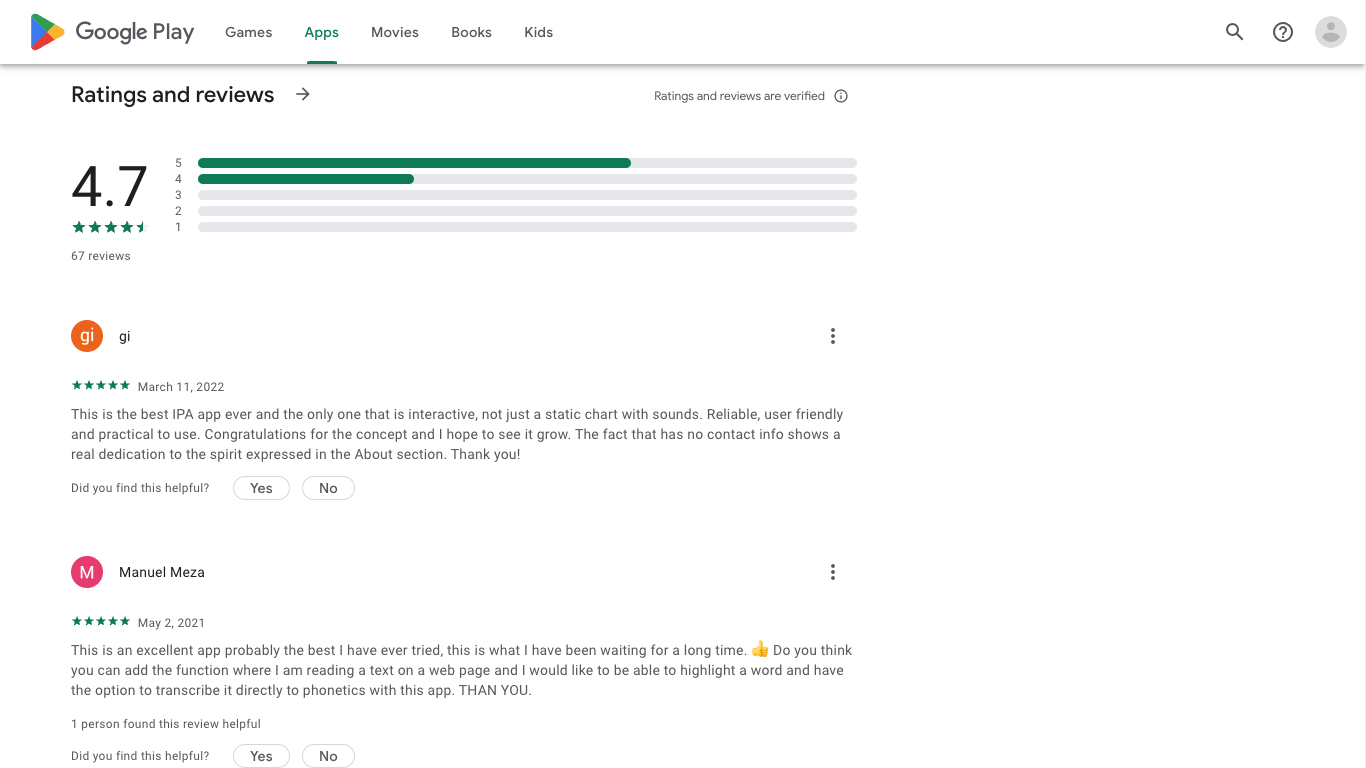 Google Play Games Apps Movies Books Kids
Ratings and reviews
Ratings and reviews are verified
4.7
5
4
3
2
1
67 reviews
gi gi
March 11, 2022
This is the best IPA app ever and the only one that is interactive, not just a static chart with sounds. Reliable, user friendly
and practical to use. Congratulations for the concept and I hope to see it grow. The fact that has no contact info shows a
real dedication to the spirit expressed in the About section. Thank you!
Did you find this helpful? Yes No
M Manuel Meza
May 2, 2021
This is an excellent app probably the best I have ever tried, this is what I have been waiting for a long time. 👍 Do you think
you can add the function where I am reading a text on a web page and I would like to be able to highlight a word and have
the option to transcribe it directly to phonetics with this app. THAN YOU.
1 person found this review helpful
Did you find this helpful? Yes No